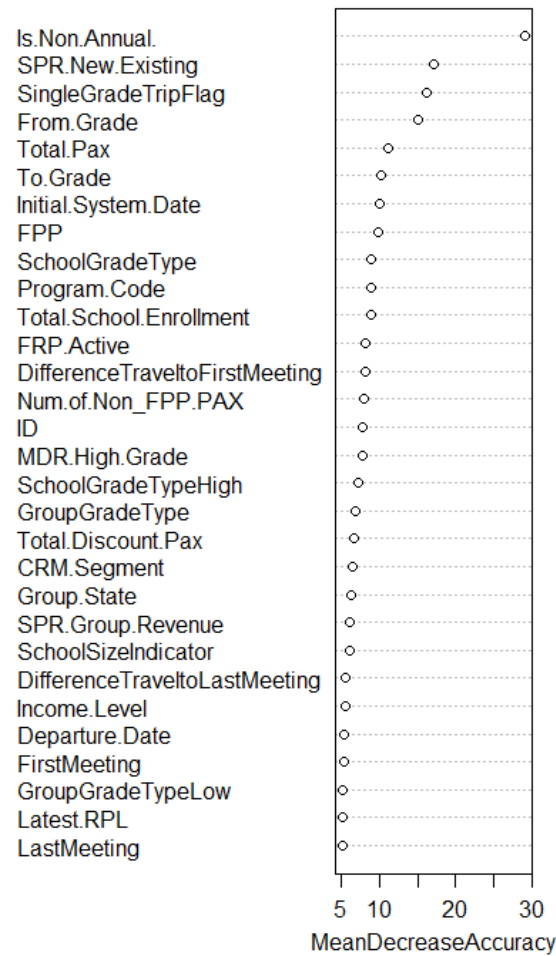 Is.Non.Annual.
SPR.New.Existing
SingleGradeTripFlag
From.Grade
Total.Pax
To.Grade
Initial.System.Date
FPP
SchoolGradeType
Program.Code
Total.School.Enrollment
FRP.Active
DifferenceTraveltoFirstMeeting
Num.of.Non_FPP.PAX
ID
MDR.High.Grade
SchoolGradeTypeHigh
GroupGradeType
Total.Discount.Pax
CRM.Segment
Group.State
SPR.Group.Revenue
SchoolSizeIndicator
DifferenceTraveltoLastMeeting
Income.Level
Departure.Date
FirstMeeting
GroupGradeTypeLow
Latest.RPL
LastMeeting
5 10 20 30
MeanDecreaseAccuracy